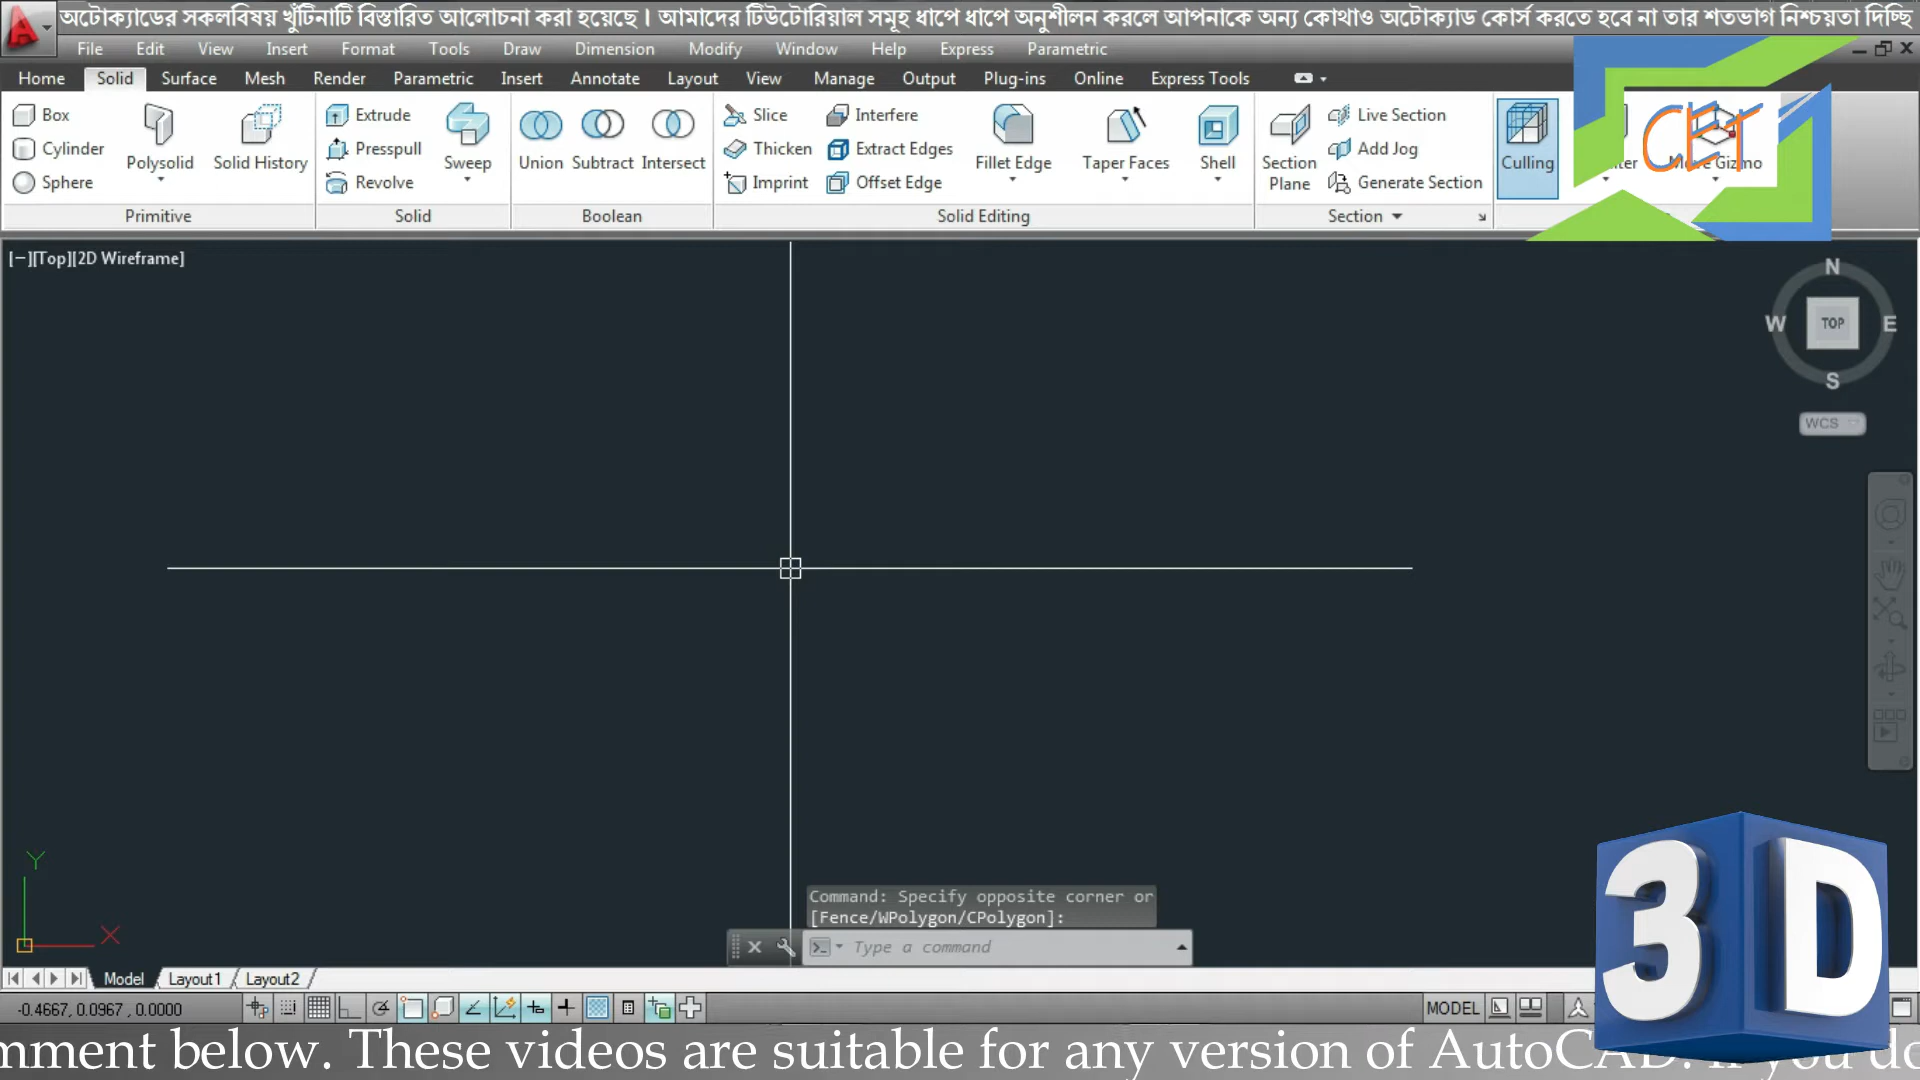 অটোক্যাডের সকলবিষয় খুঁটিনাটি বিস্তারিত আলোচনা করা হয়েছে। আমাদের টিউটোরিয়াল সমূহ ধাপে ধাপে অনুশীলন করলে আপনাকে অন্য কোথাও অটোক্যাড কোর্স করতে হবে না তার শতভাগ নিশ্চয়তা দিচ্ছি
File Edit View Insert Format Tools Draw Dimension Modify Window Help Express Parametric
Home Solid Surface Mesh Render Parametric Insert Annotate Layout View Manage Output Plug-ins Online Express Tools
Box Extrude Slice Interfere Live Section
Cylinder Polysolid Solid History Presspull Sweep Union Subtract Intersect Thicken Extract Edges Fillet Edge Taper Faces Shell Section Plane Add Jog Culling
Sphere Revolve Imprint Offset Edge Generate Section
Primitive Solid Boolean Solid Editing Section
CET
[−][Top][2D Wireframe]
N
W TOP E
S
WCS
Y
X
Command: Specify opposite corner or
[Fence/WPolygon/CPolygon]:
Type a command
Model Layout1 Layout2
-0.4667, 0.0967 , 0.0000 MODEL
3D
mment below. These videos are suitable for any version of AutoCAD. If you do